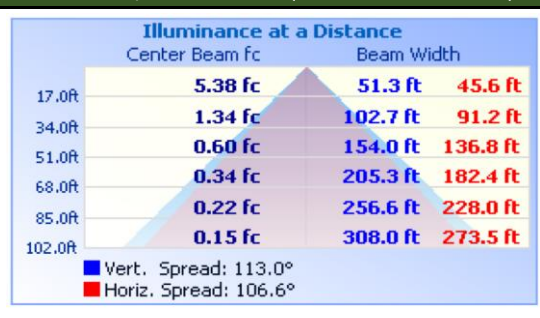 Illuminance at a Distance
Center Beam fc Beam Width
17.0ft 5.38 fc 51.3 ft 45.6 ft
34.0ft 1.34 fc 102.7 ft 91.2 ft
51.0ft 0.60 fc 154.0 ft 136.8 ft
68.0ft 0.34 fc 205.3 ft 182.4 ft
85.0ft 0.22 fc 256.6 ft 228.0 ft
102.0ft 0.15 fc 308.0 ft 273.5 ft
Vert. Spread: 113.0°
Horiz. Spread: 106.6°